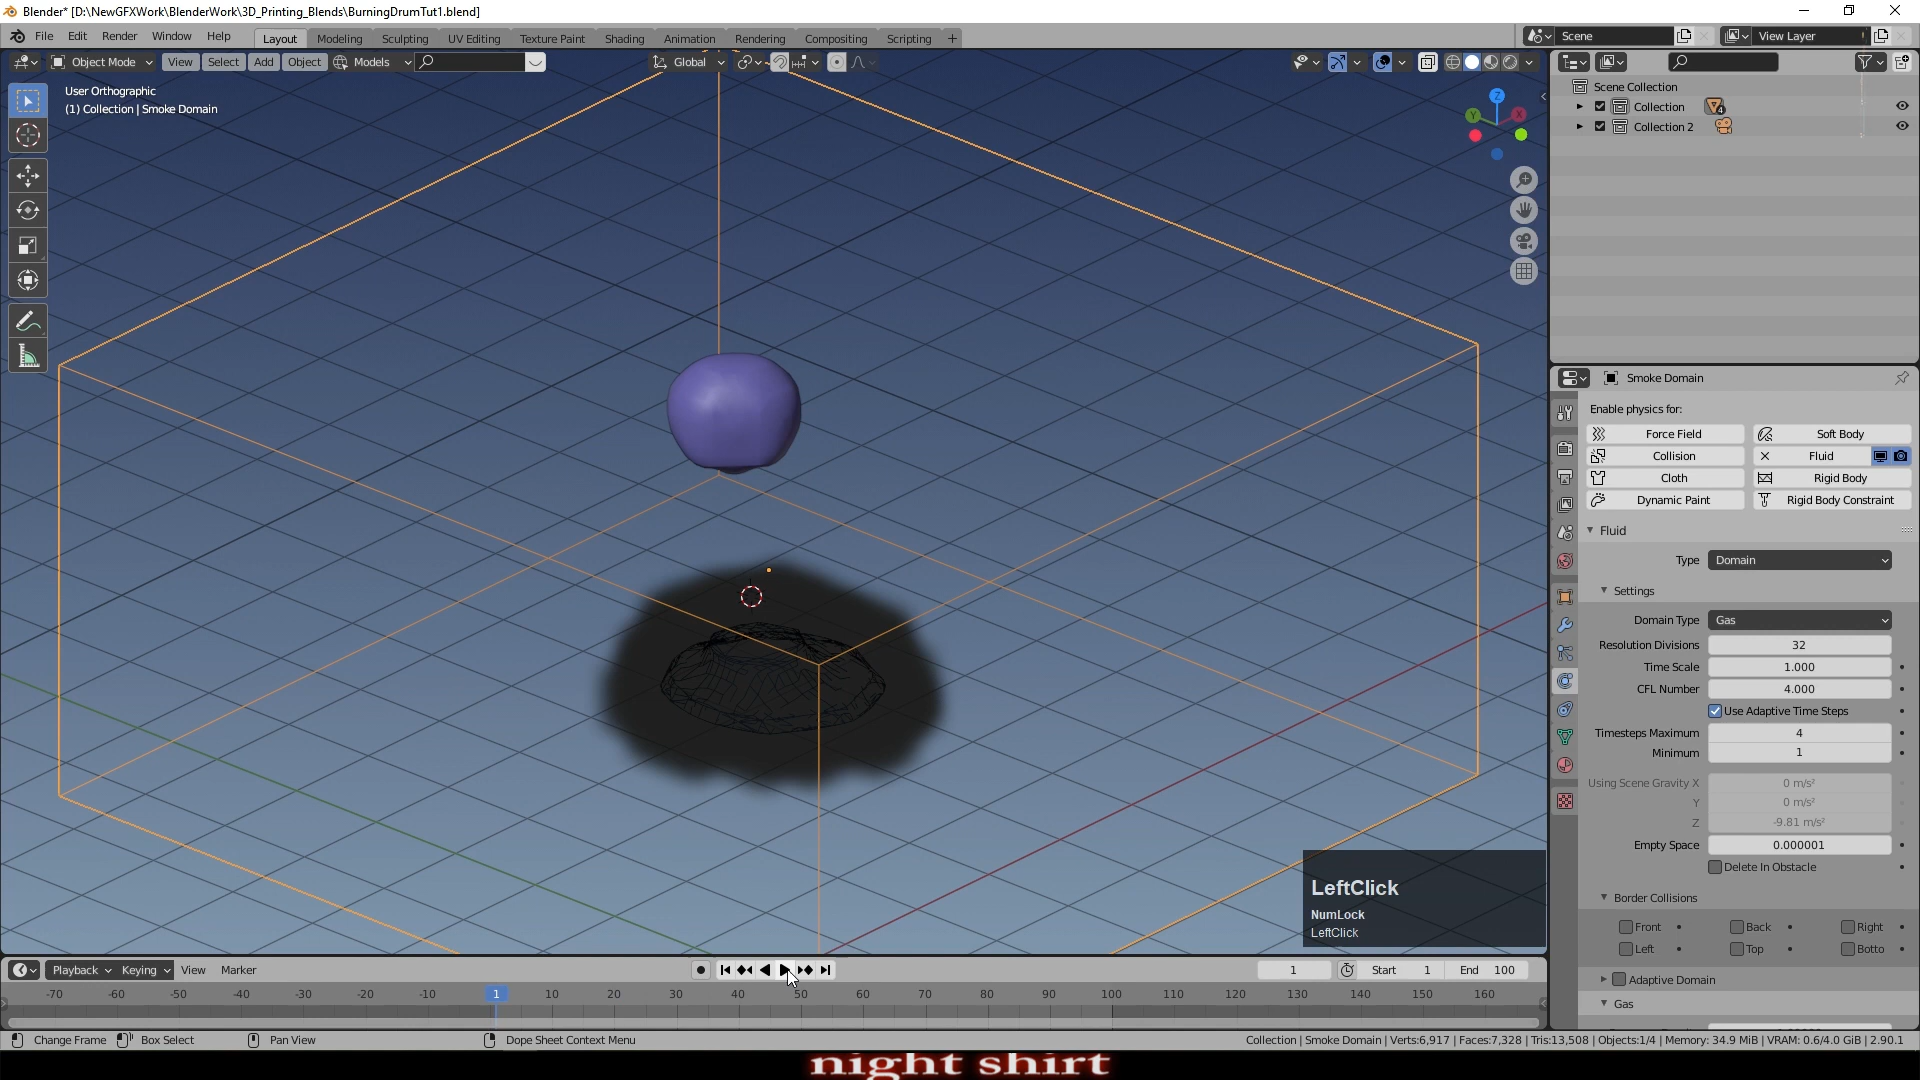 Blender* [D:\NewGFXWork\BlenderWork\3D_Printing_Blends\BurningDrumTut1.blend]
File Edit Render Window Help
Layout Modeling Sculpting UV Editing Texture Paint Shading Animation Rendering Compositing Scripting +
Scene
View Layer
Object Mode View Select Add Object Models
Global
User Orthographic
(1) Collection | Smoke Domain
Z
Y
X
Scene Collection
Collection
4
Collection 2
Smoke Domain
Enable physics for:
Force Field Soft Body
Collision Fluid
Cloth Rigid Body
Dynamic Paint Rigid Body Constraint
Fluid
Type Domain
Settings
Domain Type Gas
Resolution Divisions 32
Time Scale 1.000
CFL Number 4.000
Use Adaptive Time Steps
Timesteps Maximum 4
Minimum 1
Using Scene Gravity X 0 m/s²
Y 0 m/s²
Z -9.81 m/s²
Empty Space 0.000001
Delete In Obstacle
Border Collisions
Front Back Right
Left Top Botto
Adaptive Domain
Gas
LeftClick
NumLock
LeftClick
Playback Keying View Marker
1 Start 1 End 100
-70 -60 -50 -40 -30 -20 -10 1 10 20 30 40 50 60 70 80 90 100 110 120 130 140 150 160
Change Frame Box Select Pan View Dope Sheet Context Menu
Collection | Smoke Domain | Verts:6,917 | Faces:7,328 | Tris:13,508 | Objects:1/4 | Memory: 34.9 MiB | VRAM: 0.6/4.0 GiB | 2.90.1
night shirt